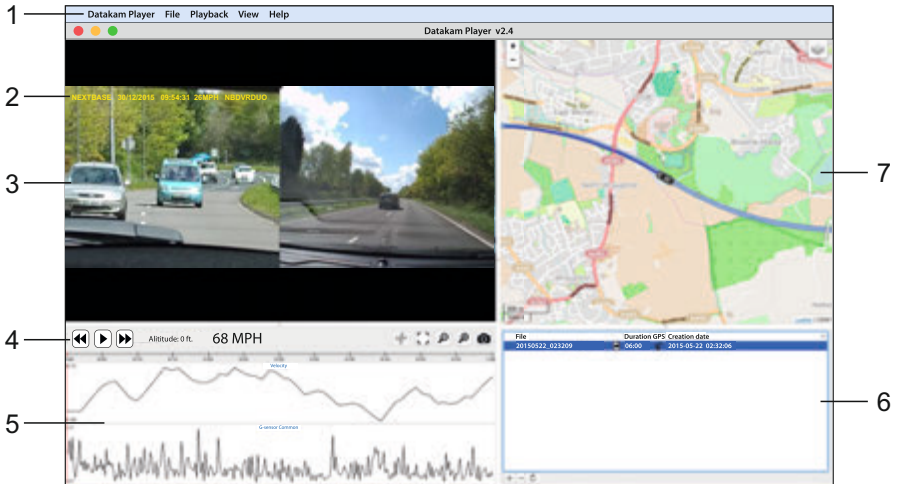 1
Datakam Player File Playback View Help
Datakam Player v2.4
2
NEXTBASE 30/12/2015 09:54:31 26MPH NBDVRDUO
3
7
4
Alititude: 0 ft. 68 MPH
File Duration GPS Creation date
20150522_023209 06:00 2015-05-22 02:32:06
Velocity
5
6
G-sensor Common